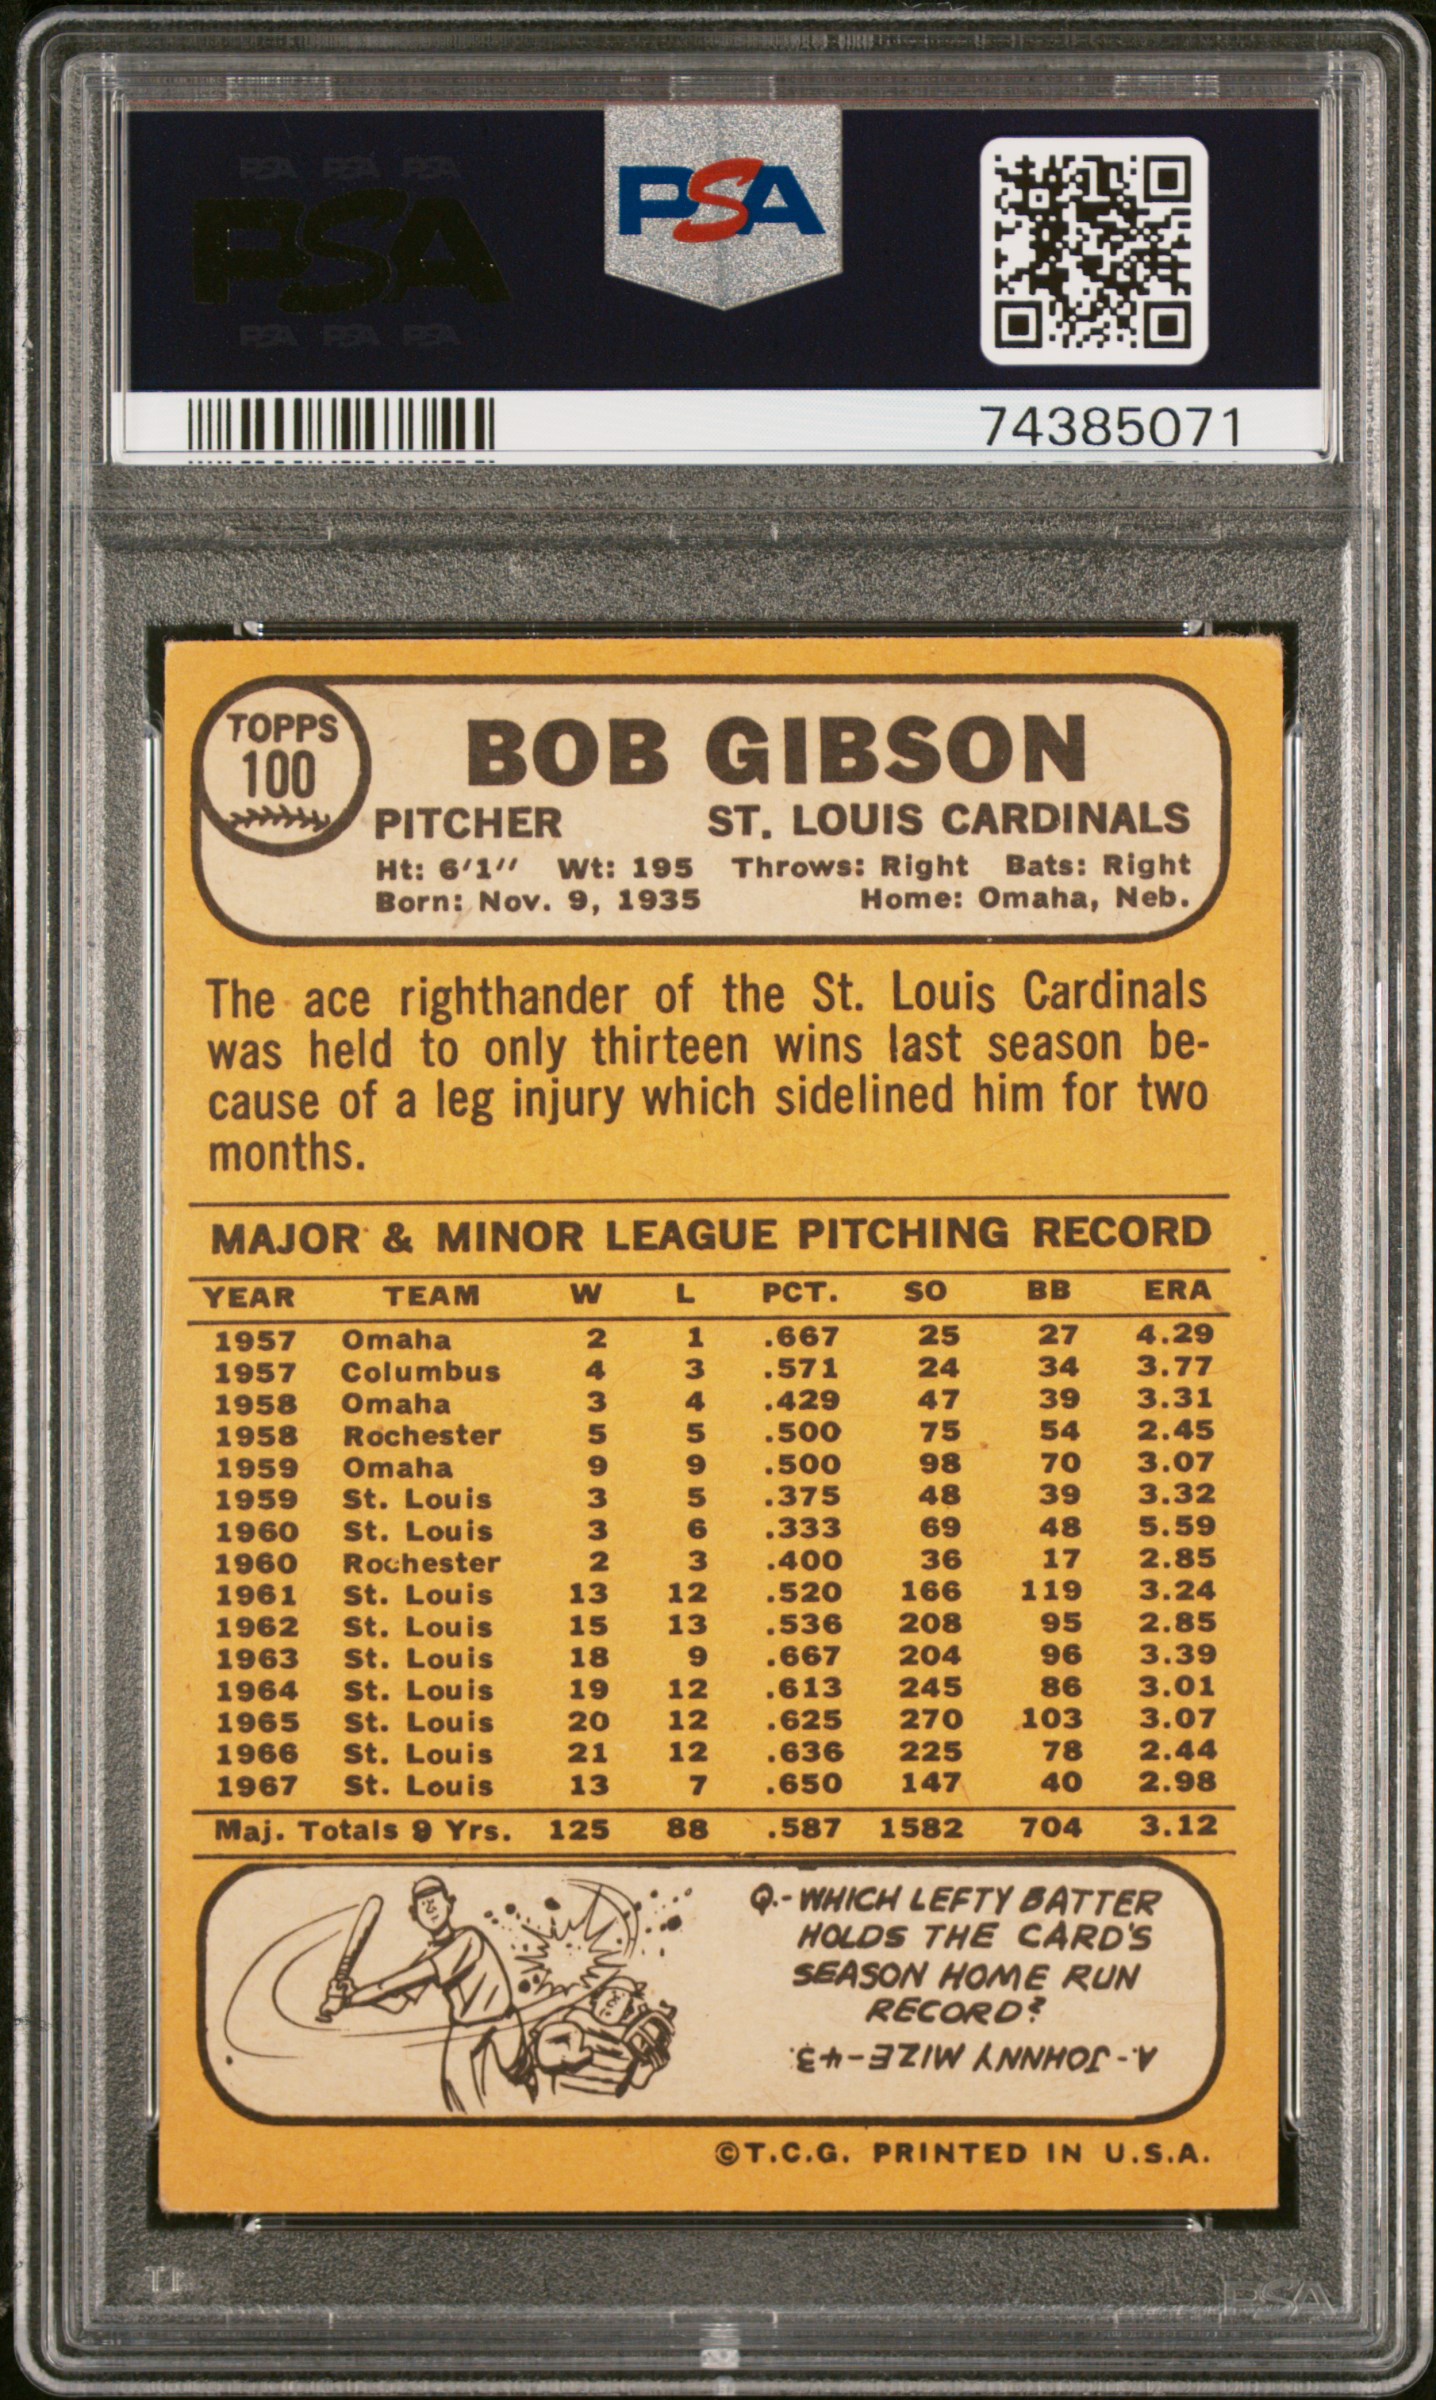 PSA PSA PSA
PSA
PSA PSA PSA
PSA
74385071
TOPPS
100
BOB GIBSON
PITCHER ST. LOUIS CARDINALS
Ht: 6'1" Wt: 195 Throws: Right Bats: Right
Born: Nov. 9, 1935 Home: Omaha, Neb.
The ace righthander of the St. Louis Cardinals
was held to only thirteen wins last season be-
cause of a leg injury which sidelined him for two
months.
MAJOR & MINOR LEAGUE PITCHING RECORD
YEAR TEAM W L PCT. SO BB ERA
1957 Omaha 2 1 .667 25 27 4.29
1957 Columbus 4 3 .571 24 34 3.77
1958 Omaha 3 4 .429 47 39 3.31
1958 Rochester 5 5 .500 75 54 2.45
1959 Omaha 9 9 .500 98 70 3.07
1959 St. Louis 3 5 .375 48 39 3.32
1960 St. Louis 3 6 .333 69 48 5.59
1960 Rochester 2 3 .400 36 17 2.85
1961 St. Louis 13 12 .520 166 119 3.24
1962 St. Louis 15 13 .536 208 95 2.85
1963 St. Louis 18 9 .667 204 96 3.39
1964 St. Louis 19 12 .613 245 86 3.01
1965 St. Louis 20 12 .625 270 103 3.07
1966 St. Louis 21 12 .636 225 78 2.44
1967 St. Louis 13 7 .650 147 40 2.98
Maj. Totals 9 Yrs. 125 88 .587 1582 704 3.12
Q.-WHICH LEFTY BATTER
HOLDS THE CARD'S
SEASON HOME RUN
RECORD?
A.-JOHNNY MIZE-43.
©T.C.G. PRINTED IN U.S.A.
PSA